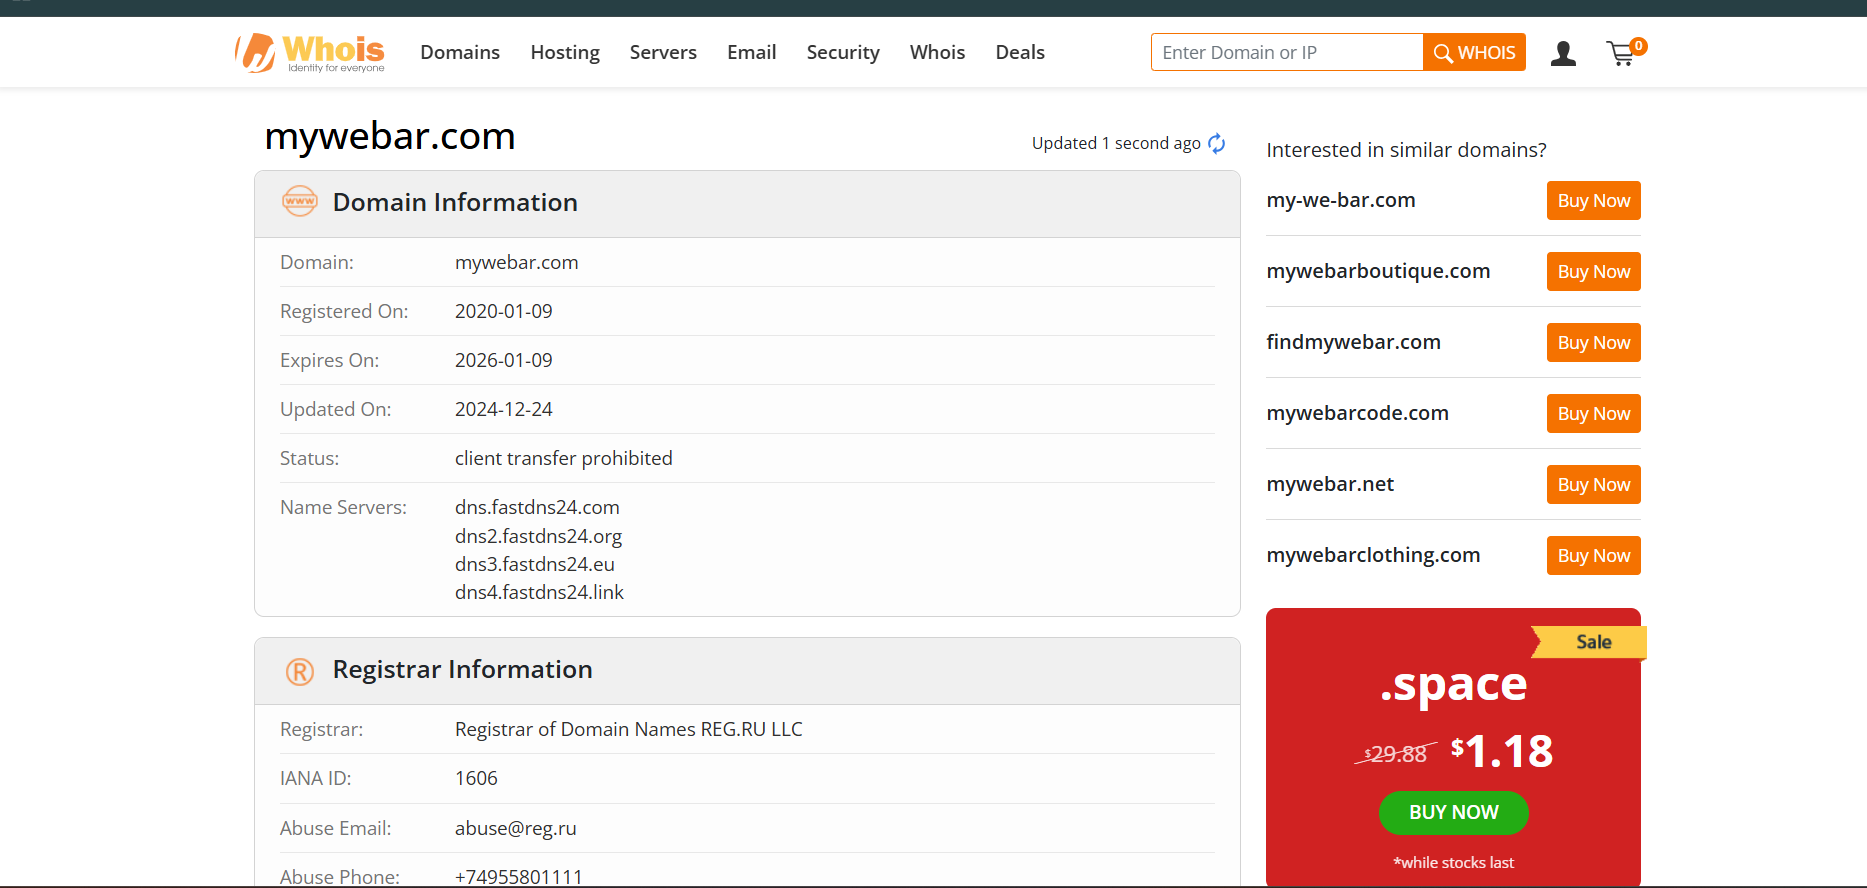 Whois
Identity for everyone
Domains Hosting Servers Email Security Whois Deals
Enter Domain or IP
WHOIS
0
mywebar.com
Updated 1 second ago
Domain Information
Domain: mywebar.com
Registered On: 2020-01-09
Expires On: 2026-01-09
Updated On: 2024-12-24
Status: client transfer prohibited
Name Servers: dns.fastdns24.com
dns2.fastdns24.org
dns3.fastdns24.eu
dns4.fastdns24.link
Registrar Information
Registrar: Registrar of Domain Names REG.RU LLC
IANA ID: 1606
Abuse Email: abuse@reg.ru
Abuse Phone: +74955801111
Interested in similar domains?
my-we-bar.com Buy Now
mywebarboutique.com Buy Now
findmywebar.com Buy Now
mywebarcode.com Buy Now
mywebar.net Buy Now
mywebarclothing.com Buy Now
Sale
.space
$29.88 $1.18
BUY NOW
*while stocks last